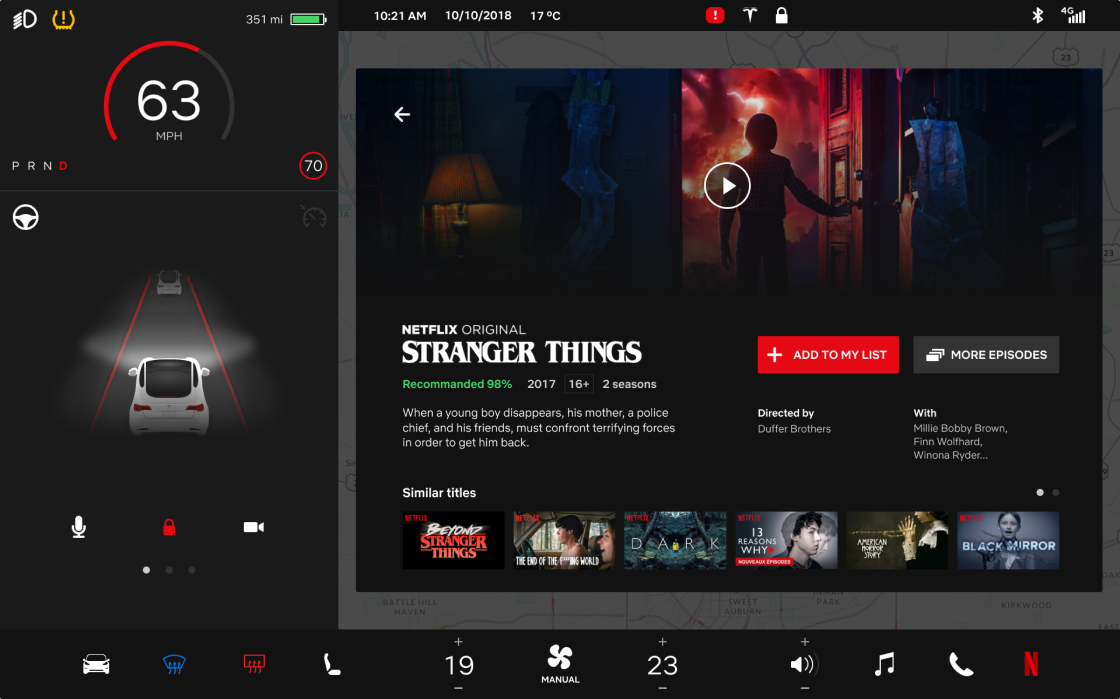 351 mi
10:21 AM 10/10/2018 17 ºC
4G
63
MPH
P R N D
70
23
23
NETFLIX ORIGINAL
STRANGER THINGS
Recommanded 98% 2017 16+ 2 seasons
When a young boy disappears, his mother, a police
chief, and his friends, must confront terrifying forces
in order to get him back.
ADD TO MY LIST
MORE EPISODES
Directed by
Duffer Brothers
With
Millie Bobby Brown,
Finn Wolfhard,
Winona Ryder...
Similar titles
NETFLIX
BEYOND
STRANGER
THINGS
NETFLIX
THE END OF THE F***ING WORLD
NETFLIX
DARK
NETFLIX
13
REASONS
WHY
NOUVEAUX ÉPISODES
AMERICAN
HORROR
STORY
NETFLIX
BLACK MIRROR
BATTLE HILL
HAVEN
SWEET
AUBURN
INMAN
PARK
KIRKWOOD
19
MANUAL
23
N